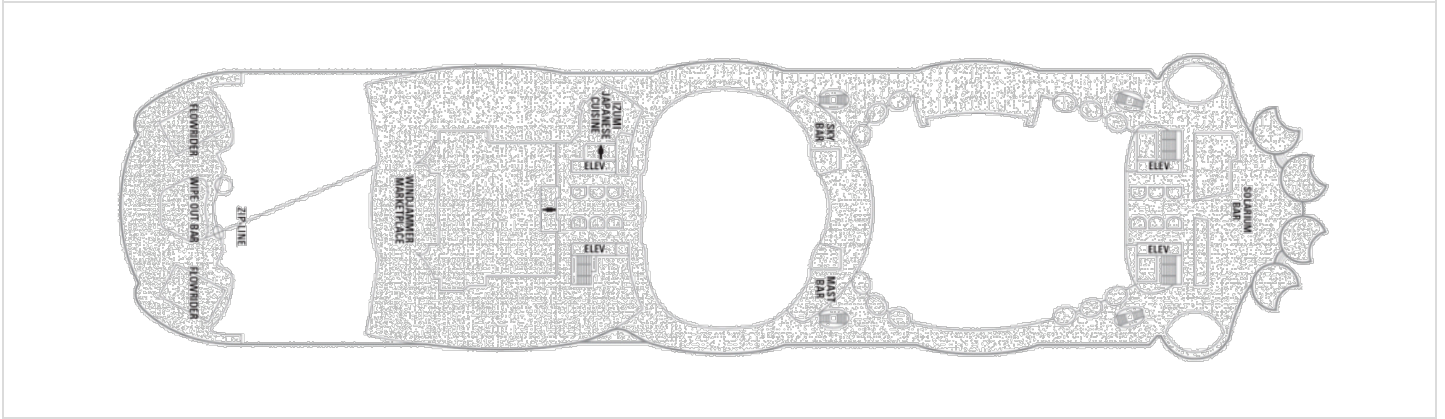 FLOWRIDER
WIPE OUT BAR
FLOWRIDER
ZIP LINE
WINDJAMMER
MARKETPLACE
IZUMI
JAPANESE
CUISINE
ELEV
ELEV
SKY
BAR
MAST
BAR
ELEV
ELEV
SOLARIUM
BAR